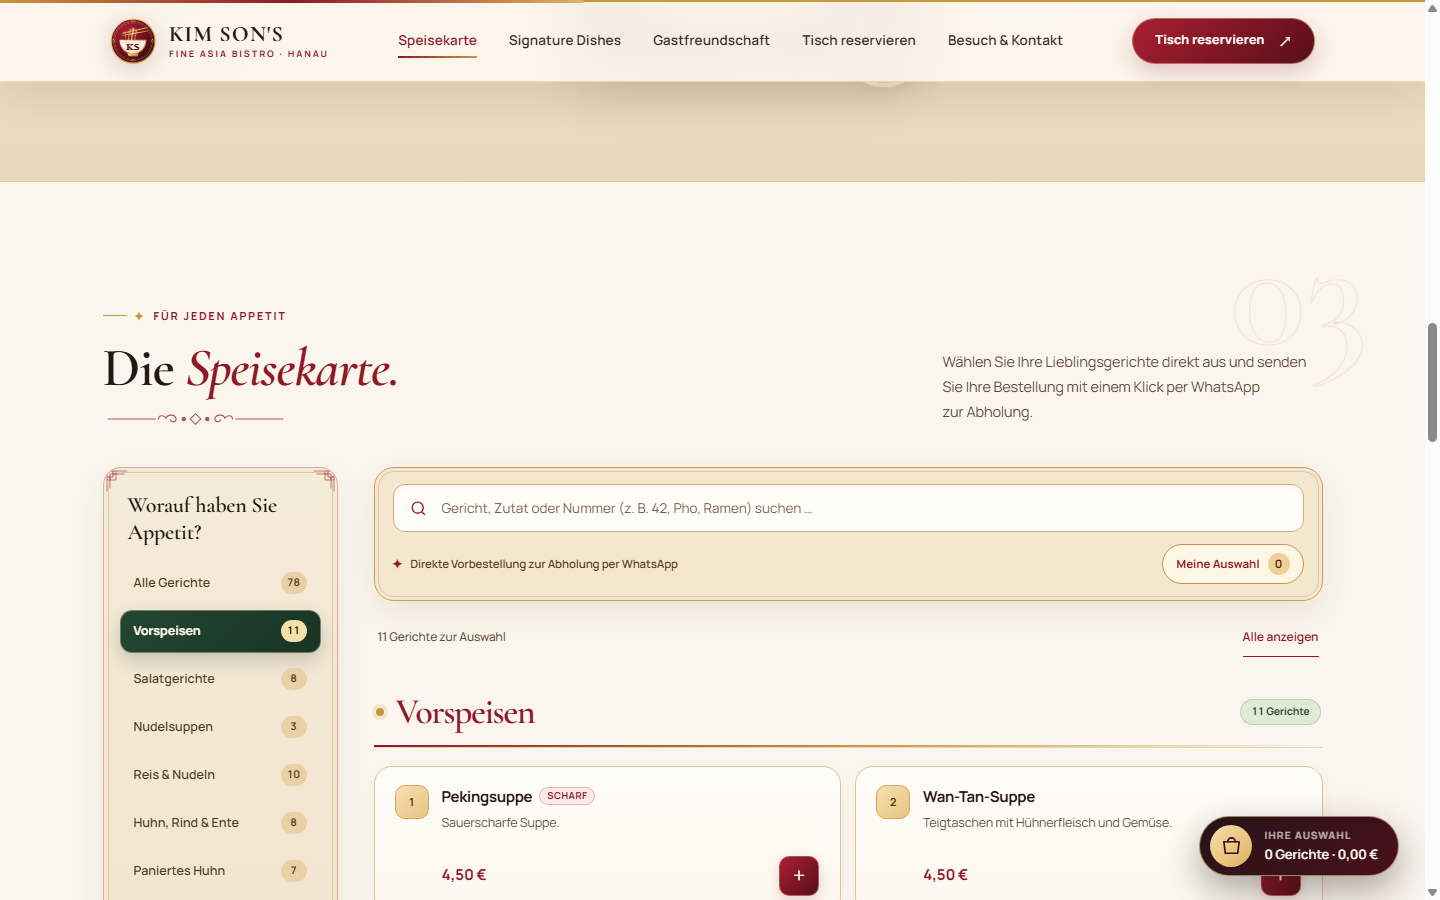 KIM SON'S
FINE ASIA BISTRO · HANAU
Speisekarte
Signature Dishes
Gastfreundschaft
Tisch reservieren
Besuch & Kontakt
Tisch reservieren ↗
KS
03
FÜR JEDEN APPETIT
Die Speisekarte.
Wählen Sie Ihre Lieblingsgerichte direkt aus und senden
Sie Ihre Bestellung mit einem Klick per WhatsApp
zur Abholung.
Worauf haben Sie
Appetit?
Alle Gerichte 78
Vorspeisen 11
Salatgerichte 8
Nudelsuppen 3
Reis & Nudeln 10
Huhn, Rind & Ente 8
Paniertes Huhn 7
Gericht, Zutat oder Nummer (z. B. 42, Pho, Ramen) suchen …
✦ Direkte Vorbestellung zur Abholung per WhatsApp
Meine Auswahl 0
11 Gerichte zur Auswahl
Alle anzeigen
Vorspeisen
11 Gerichte
1
Pekingsuppe SCHARF
Sauerscharfe Suppe.
4,50 €
+
2
Wan-Tan-Suppe
Teigtaschen mit Hühnerfleisch und Gemüse.
4,50 €
IHRE AUSWAHL
0 Gerichte · 0,00 €